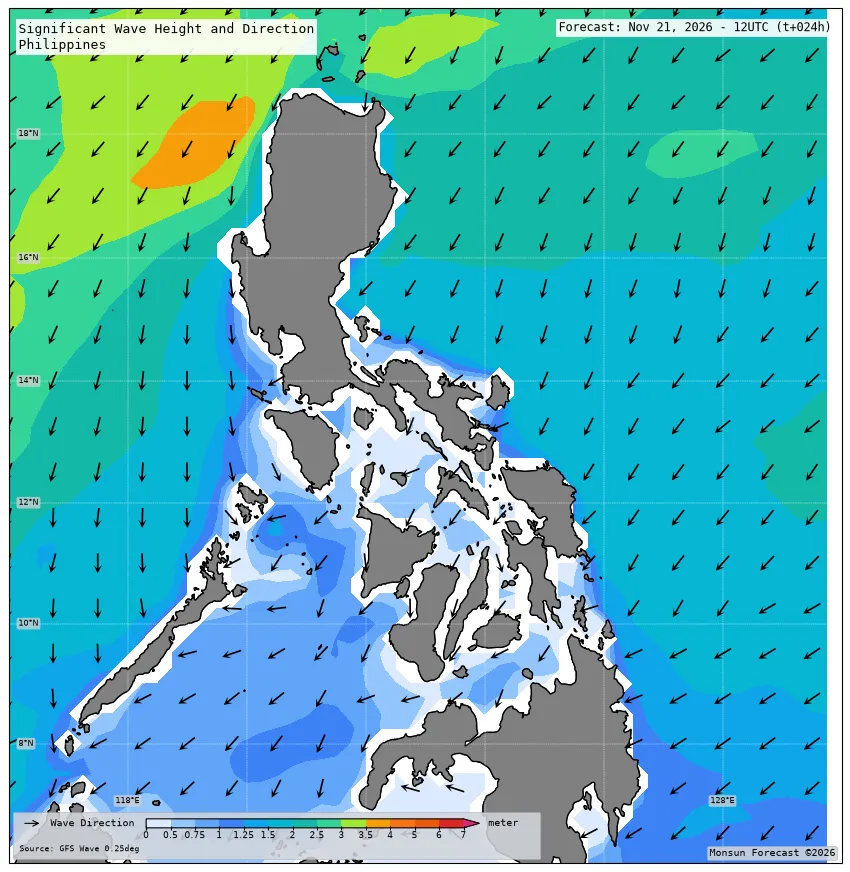 Significant Wave Height and Direction
Philippines
Forecast: Nov 21, 2026 - 12UTC (t+024h)
18°N
16°N
14°N
12°N
10°N
8°N
118°E
128°E
Wave Direction
meter
0 0.5 0.75 1 1.25 1.5 2 2.5 3 3.5 4 5 6 7
Source: GFS Wave 0.25deg
Monsun Forecast ©2026